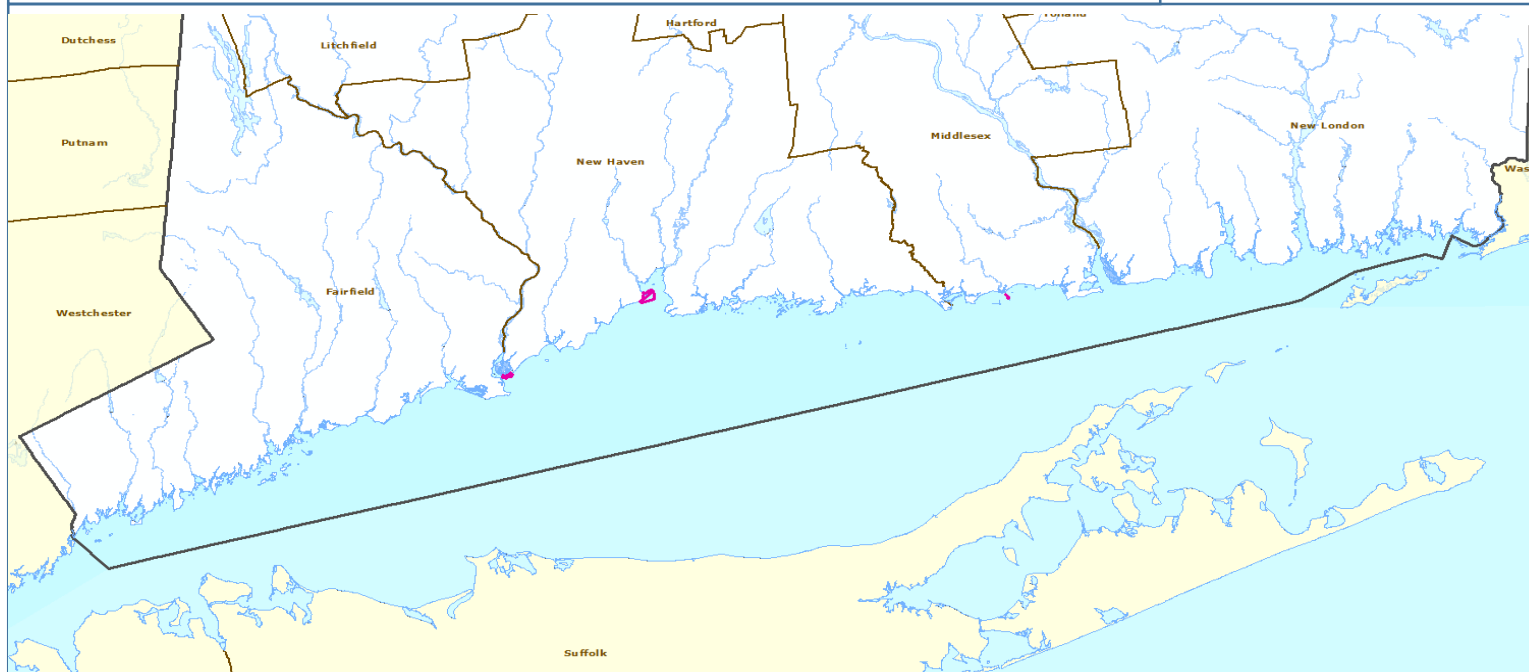 Hartford
Dutchess
Litchfield
Putnam
New Haven
Middlesex
New London
Fairfield
Westchester
Suffolk